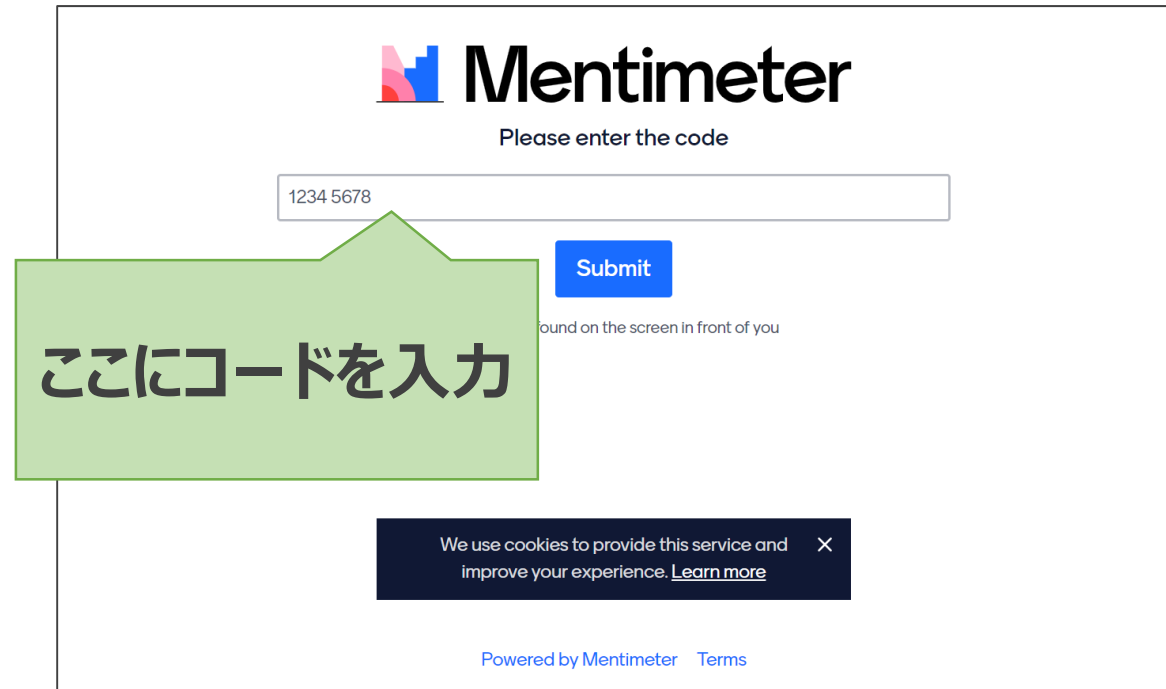 Mentimeter
Please enter the code
1234 5678
Submit
found on the screen in front of you
ここにコードを入力
We use cookies to provide this service and
improve your experience. Learn more
Powered by Mentimeter Terms